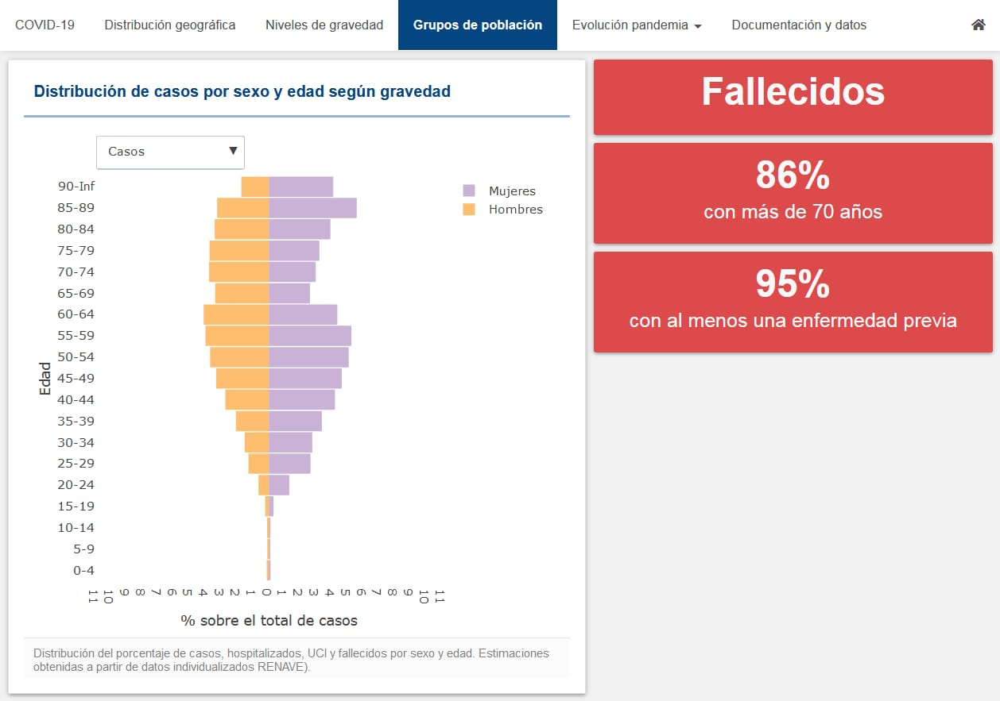 COVID-19 Distribución geográfica Niveles de gravedad Grupos de población Evolución pandemia Documentación y datos
Distribución de casos por sexo y edad según gravedad
Casos ▼
90-Inf
85-89
80-84
75-79
70-74
65-69
60-64
55-59
50-54
45-49
40-44
35-39
30-34
25-29
20-24
15-19
10-14
5-9
0-4
Edad
Mujeres
Hombres
11 10 9 8 7 6 5 4 3 2 1 0 1 2 3 4 5 6 7 8 9 10 11
% sobre el total de casos
Distribución del porcentaje de casos, hospitalizados, UCI y fallecidos por sexo y edad. Estimaciones
obtenidas a partir de datos individualizados RENAVE).
Fallecidos
86%
con más de 70 años
95%
con al menos una enfermedad previa